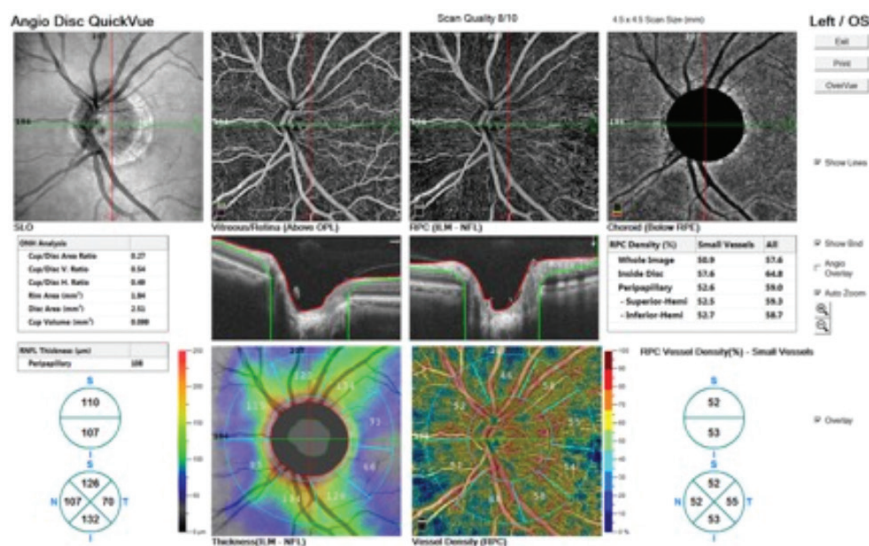 Angio Disc QuickVue
Scan Quality 8/10
4.5 x 4.5 Scan Size (mm)
Left / OS
Exit
Print
OverVue
Show Lines
SLO
Vitreous/Retina (Above OPL)
RPC (ILM - NFL)
Choroid (Below RPE)
ONH Analysis
Cup/Disc Area Ratio 0.27
Cup/Disc V. Ratio 0.54
Cup/Disc H. Ratio 0.49
Rim Area (mm²) 1.84
Disc Area (mm²) 2.51
Cup Volume (mm³)
RPC Density (%) Small Vessels All
Whole Image 50.9 57.6
Inside Disc 57.6 64.8
Peripapillary 52.6 59.0
- Superior-Hemi 52.5 59.3
- Inferior-Hemi 52.7 58.7
Show Bnd
Angio
Overlay
Auto Zoom
RNFL Thickness (µm)
Peripapillary 108
RPC Vessel Density(%) - Small Vessels
Overlay
S
110
107
I
S
126
N 107 70 T
132
I
S
52
53
I
S
52
N 52 55 T
53
I
Thickness(ILM - NFL)
Vessel Density (RPC)